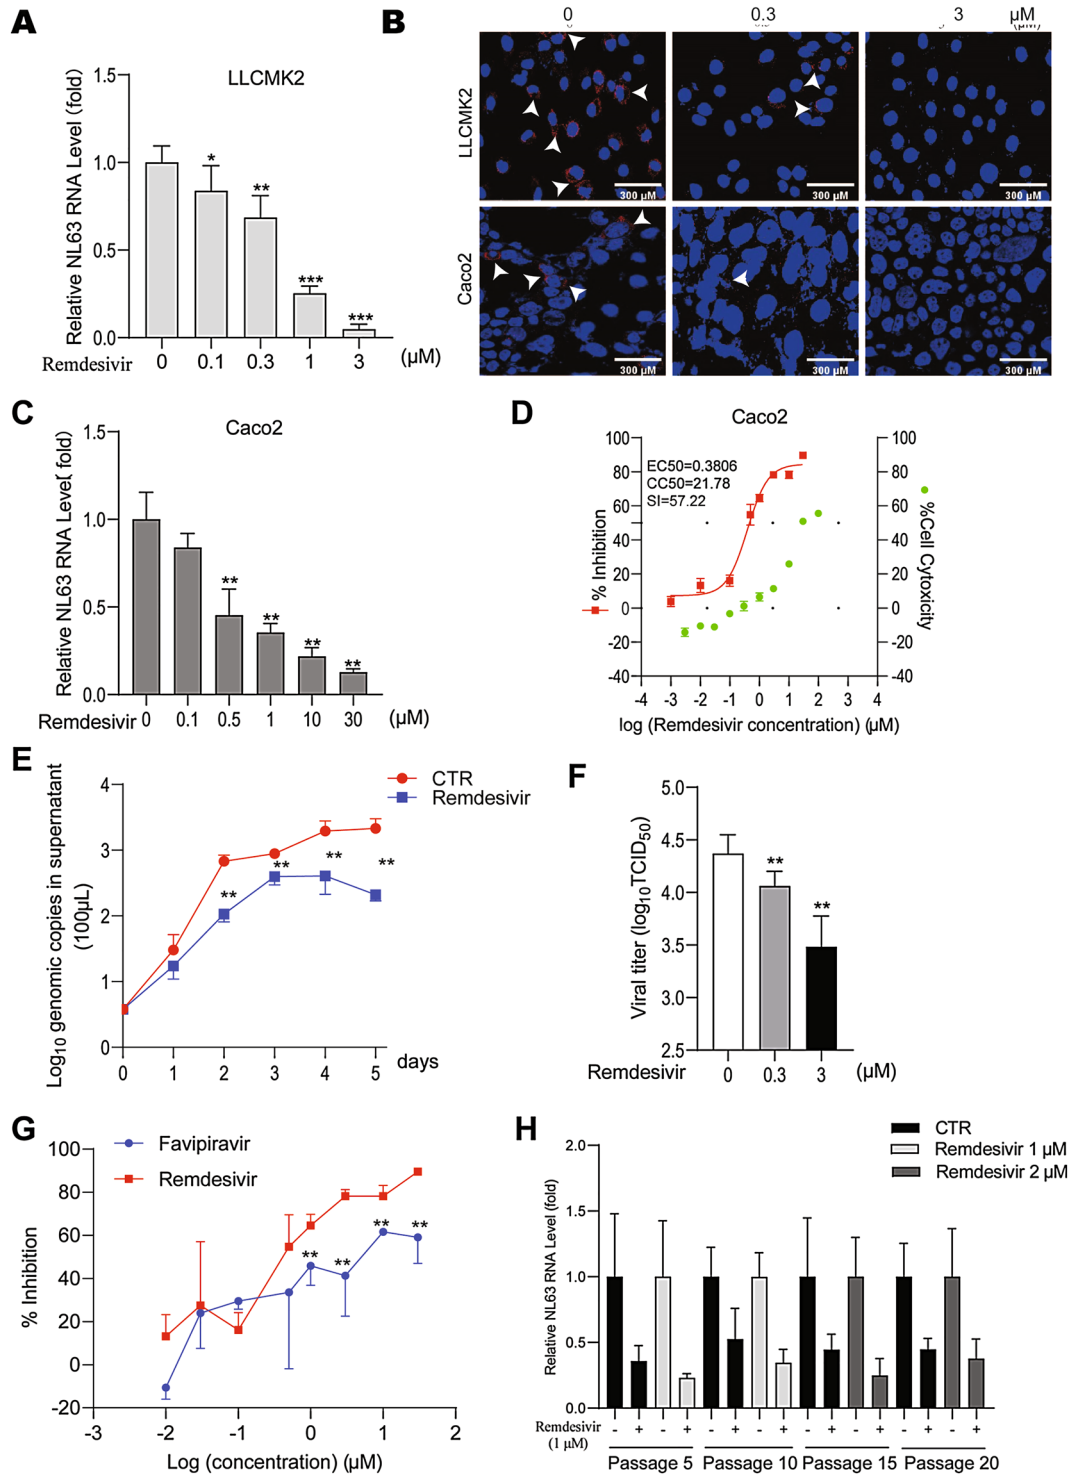 A
LLCMK2
Relative NL63 RNA Level (fold)
1.5
1.0
0.5
0.0
*
**
***
***
Remdesivir 0 0.1 0.3 1 3 (μM)
B
0 0.3 3 μM
LLCMK2
Caco2
300 μM 300 μM 300 μM
300 μM 300 μM 300 μM
C
Caco2
Relative NL63 RNA Level( fold)
1.5
1.0
0.5
0.0
**
**
**
**
Remdesivir 0 0.1 0.5 1 10 30 (μM)
D
Caco2
EC50=0.3806
CC50=21.78
SI=57.22
% Inhibition
100
80
60
40
20
0
-20
-40
%Cell Cytoxicity
100
80
60
40
20
0
-20
-40
-4 -3 -2 -1 0 1 2 3 4
log (Remdesivir concentration) (μM)
E
CTR
Remdesivir
Log10 genomic copies in supernatant
(100μL)
4
3
2
1
0
** ** ** **
0 1 2 3 4 5 days
F
Viral titer (log10TCID50)
5.0
4.5
4.0
3.5
3.0
2.5
**
**
Remdesivir 0 0.3 3 (μM)
G
Favipiravir
Remdesivir
% Inhibition
100
80
60
40
20
0
-20
** ** ** **
-3 -2 -1 0 1 2
Log (concentration) (μM)
H
CTR
Remdesivir 1 μM
Remdesivir 2 μM
Relative NL63 RNA Level (fold)
2.0
1.5
1.0
0.5
0.0
Remdesivir - + - + - + - + - + - + - + - +
(1 μM)
Passage 5 Passage 10 Passage 15 Passage 20